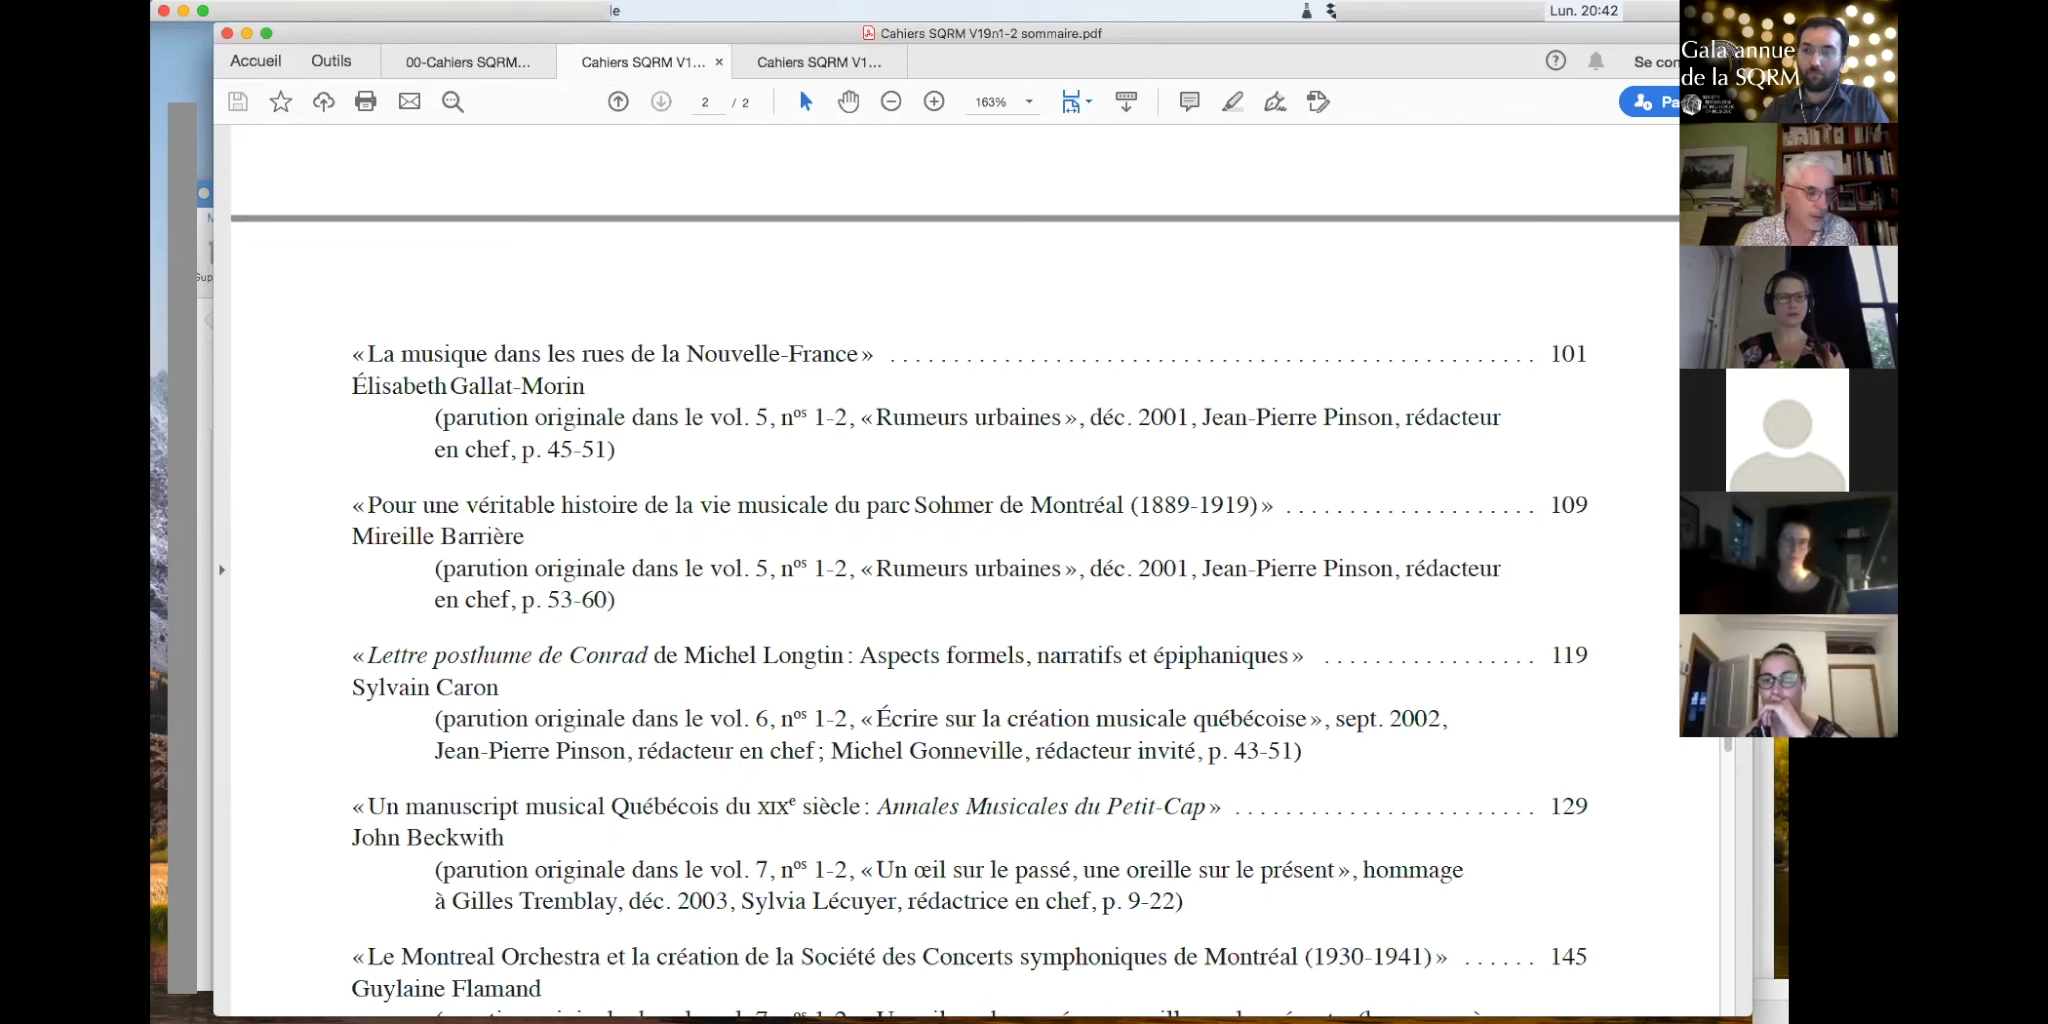 le
Lun. 20:42
Cahiers SQRM V19n1-2 sommaire.pdf
Accueil
Outils
00-Cahiers SQRM...
Cahiers SQRM V1... ×
Cahiers SQRM V1...
Se con
2 / 2
163%
Pa
Gala annue
de la SQRM
«La musique dans les rues de la Nouvelle-France» . . . . . . . . . . . . . . . . . . . . . . . . . . . . . . . . . . . . . . . . . . . . . . . . . . . 101
Élisabeth Gallat-Morin
(parution originale dans le vol. 5, nos 1-2, «Rumeurs urbaines», déc. 2001, Jean-Pierre Pinson, rédacteur
en chef, p. 45-51)
«Pour une véritable histoire de la vie musicale du parc Sohmer de Montréal (1889-1919)» . . . . . . . . . . . . . . . . . . . . 109
Mireille Barrière
(parution originale dans le vol. 5, nos 1-2, «Rumeurs urbaines», déc. 2001, Jean-Pierre Pinson, rédacteur
en chef, p. 53-60)
«Lettre posthume de Conrad de Michel Longtin : Aspects formels, narratifs et épiphaniques» . . . . . . . . . . . . . . . . . 119
Sylvain Caron
(parution originale dans le vol. 6, nos 1-2, «Écrire sur la création musicale québécoise», sept. 2002,
Jean-Pierre Pinson, rédacteur en chef ; Michel Gonneville, rédacteur invité, p. 43-51)
«Un manuscript musical Québécois du XIXe siècle : Annales Musicales du Petit-Cap» . . . . . . . . . . . . . . . . . . . . . . . . 129
John Beckwith
(parution originale dans le vol. 7, nos 1-2, «Un œil sur le passé, une oreille sur le présent», hommage
à Gilles Tremblay, déc. 2003, Sylvia Lécuyer, rédactrice en chef, p. 9-22)
«Le Montreal Orchestra et la création de la Société des Concerts symphoniques de Montréal (1930-1941)» . . . . . . 145
Guylaine Flamand